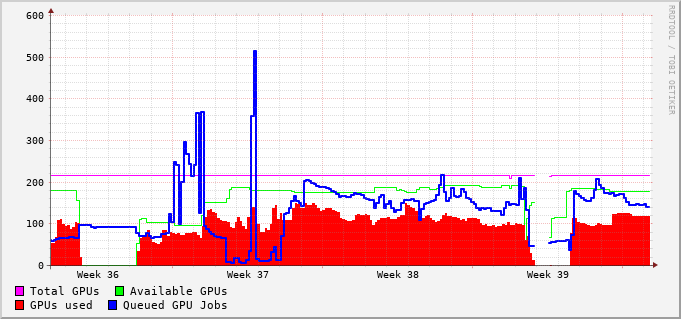 600
500
400
300
200
100
0
Week 36 Week 37 Week 38 Week 39
Total GPUs Available GPUs
GPUs used Queued GPU Jobs
RRDTOOL / TOBI OETIKER